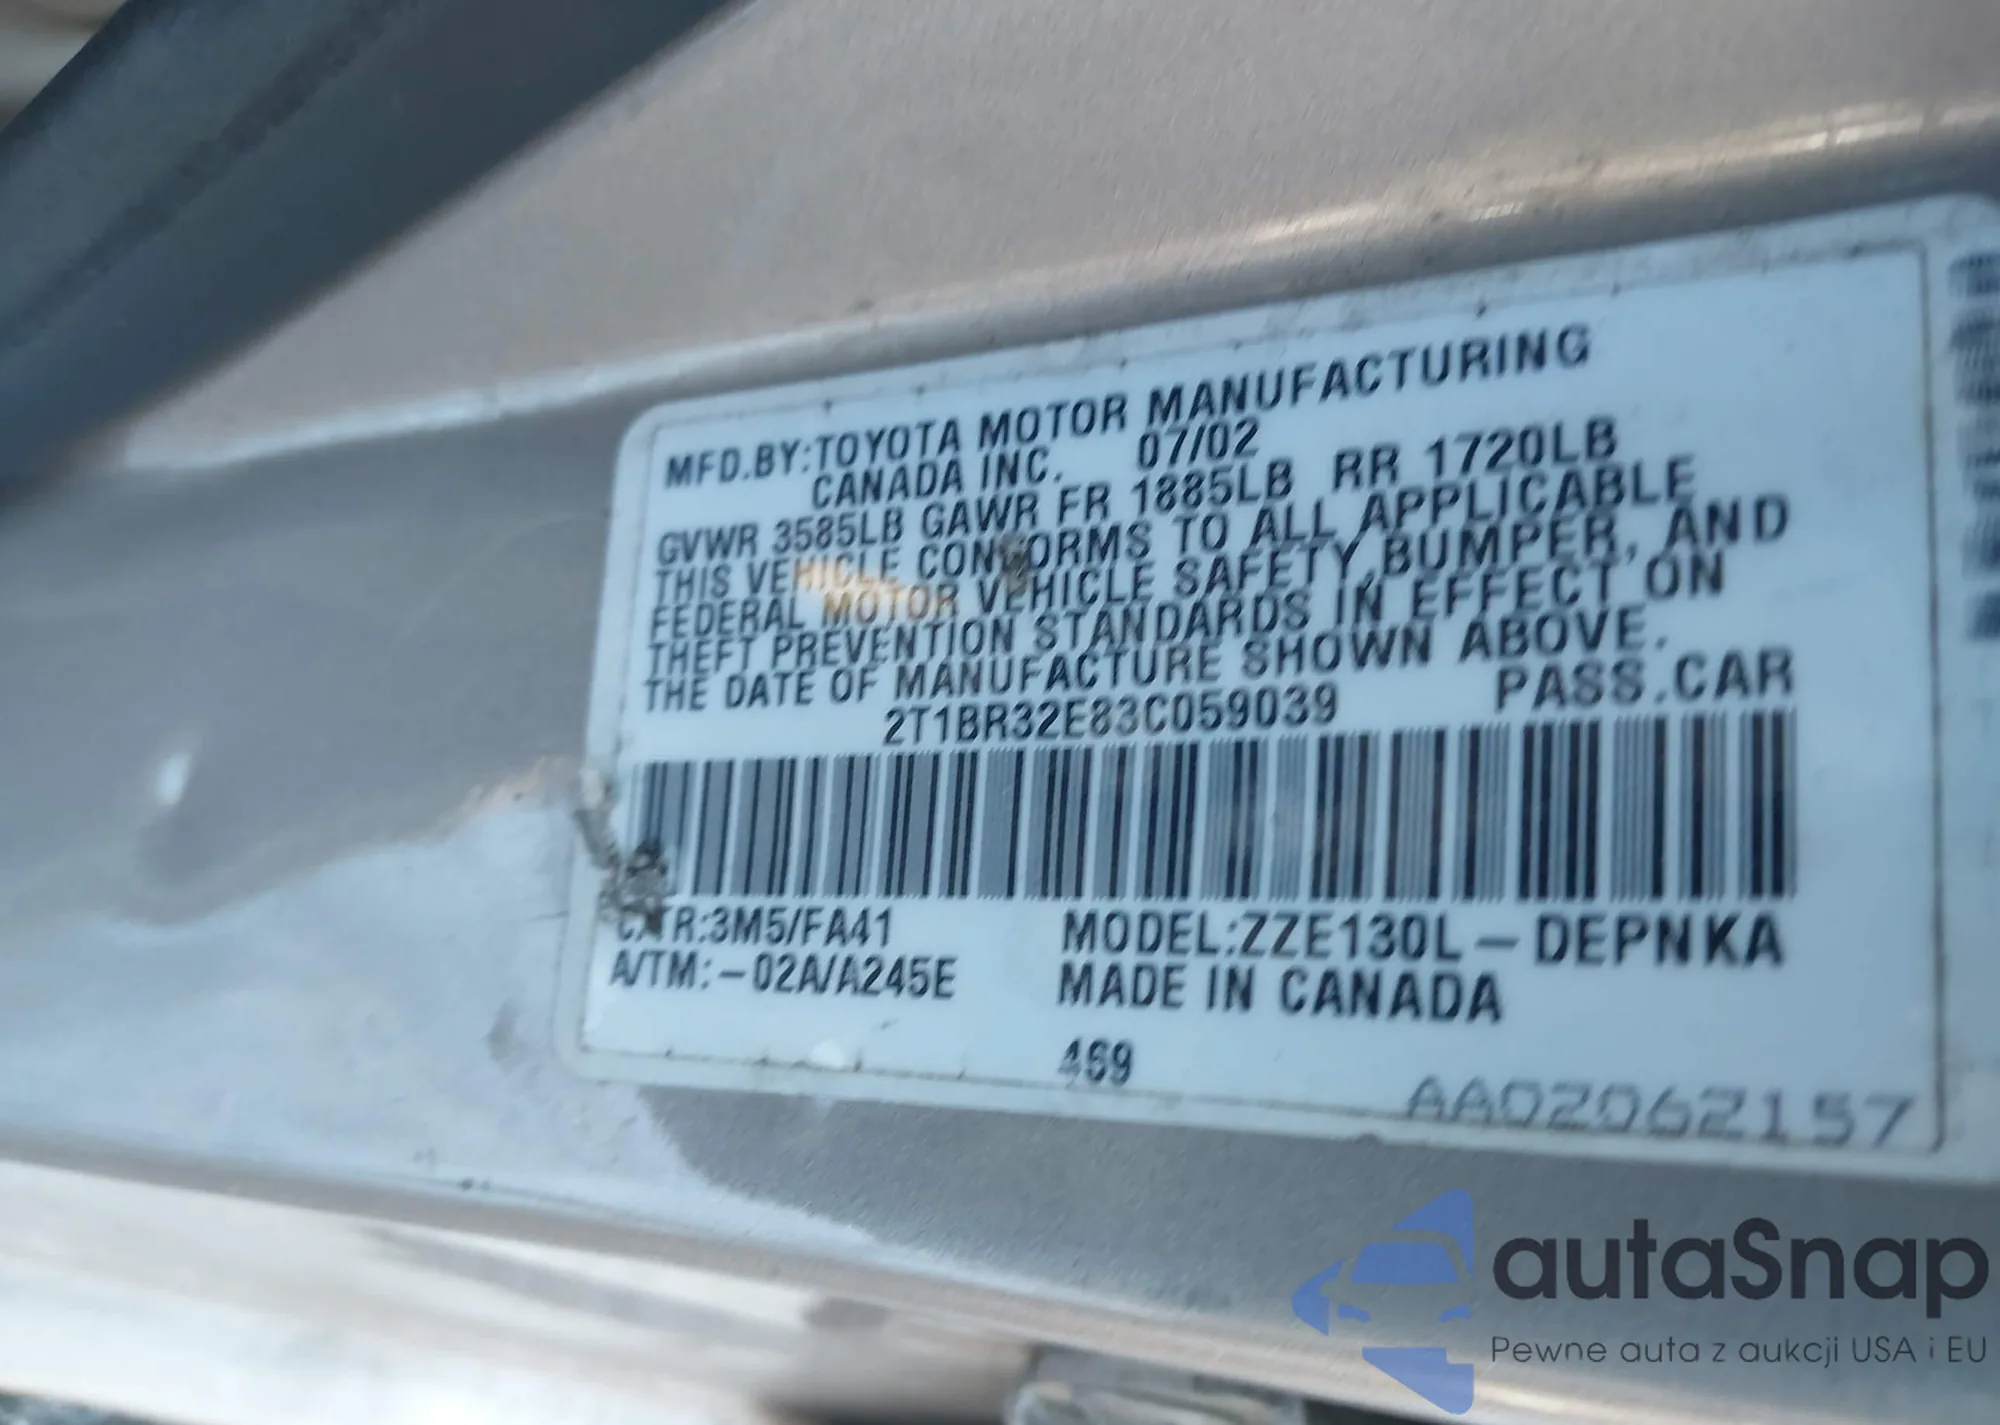 MFD.BY:TOYOTA MOTOR MANUFACTURING
CANADA INC. 07/02
GVWR 3585LB GAWR FR 1885LB RR 1720LB
THIS VEHICLE CONFORMS TO ALL APPLICABLE
FEDERAL MOTOR VEHICLE SAFETY, BUMPER, AND
THEFT PREVENTION STANDARDS IN EFFECT ON
THE DATE OF MANUFACTURE SHOWN ABOVE.
2T1BR32E83C059039 PASS.CAR
C/TR:3M5/FA41 MODEL:ZZE130L-DEPNKA
A/TM:-02A/A245E MADE IN CANADA
469
AA02062157
autaSnap
Pewne auta z aukcji USA i EU